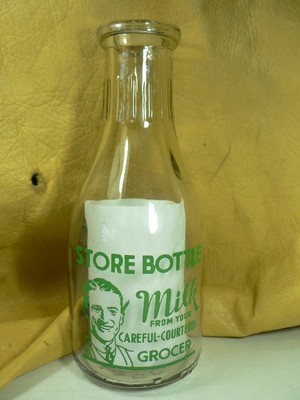 STORE BOTTLE
Milk
FROM YOUR
CAREFUL-COURTEOUS
GROCER